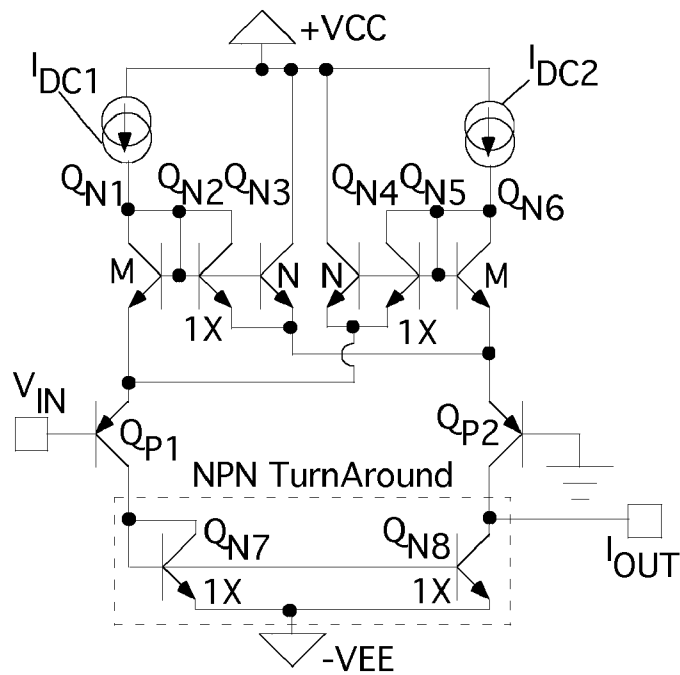 +VCC
IDC1
IDC2
QN1 QN2 QN3 QN4 QN5 QN6
M N N M
1X 1X
VIN
QP1 QP2
NPN TurnAround
QN7 QN8
IOUT
1X 1X
-VEE